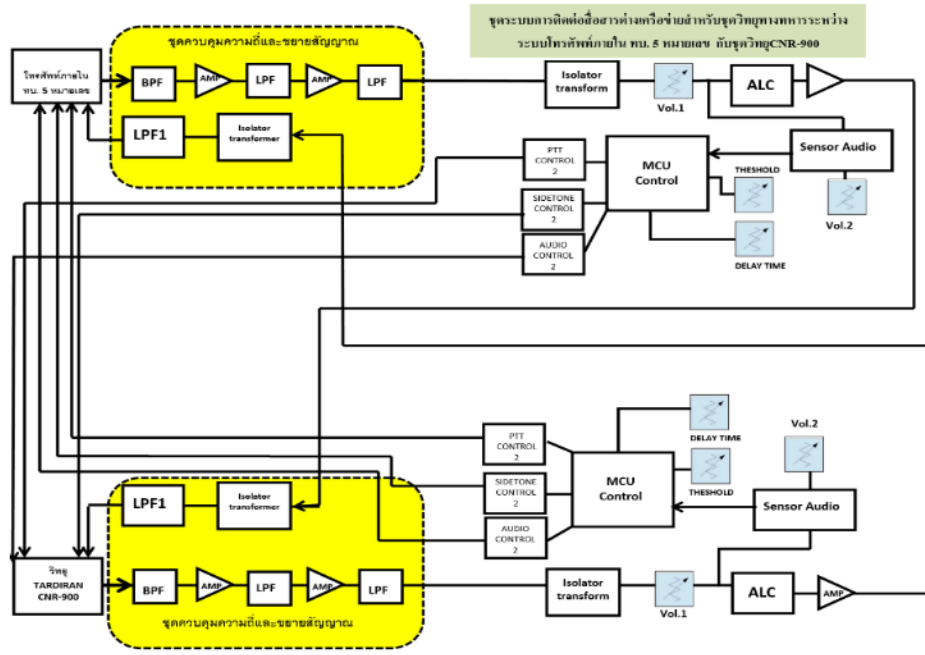 ชุดระบบการติดต่อสื่อสารต่างเครือข่ายสำหรับชุดวิทยุทางทหารระหว่าง
ระบบโทรศัพท์ภายใน ทบ. 5 หมายเลข กับชุดวิทยุCNR-900
ชุดควบคุมความถี่และขยายสัญญาณ
โทรศัพท์ภายใน
ทบ. 5 หมายเลข
BPF
AMP
LPF
AMP
LPF
Isolator
transform
Vol.1
ALC
LPF1
Isolator
transformer
Sensor Audio
Vol.2
PTT
CONTROL
2
SIDETONE
CONTROL
2
AUDIO
CONTROL
2
MCU
Control
THESHOLD
DELAY TIME
PTT
CONTROL
2
SIDETONE
CONTROL
2
AUDIO
CONTROL
2
MCU
Control
DELAY TIME
THESHOLD
Vol.2
Sensor Audio
LPF1
Isolator
transformer
วิทยุ
TARDIRAN
CNR-900
BPF
AMP
LPF
AMP
LPF
Isolator
transform
Vol.1
ALC
AMP
ชุดควบคุมความถี่และขยายสัญญาณ